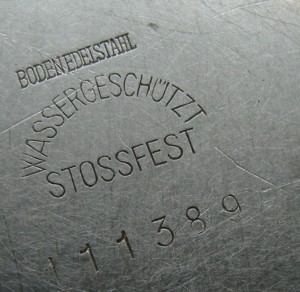 BODEN EDELSTAHL
WASSERGESCHÜTZT
STOSSFEST
111389